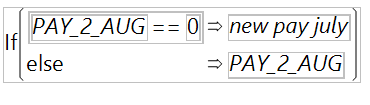 If PAY_2_AUG == 0 ⇒ new pay july
else ⇒ PAY_2_AUG